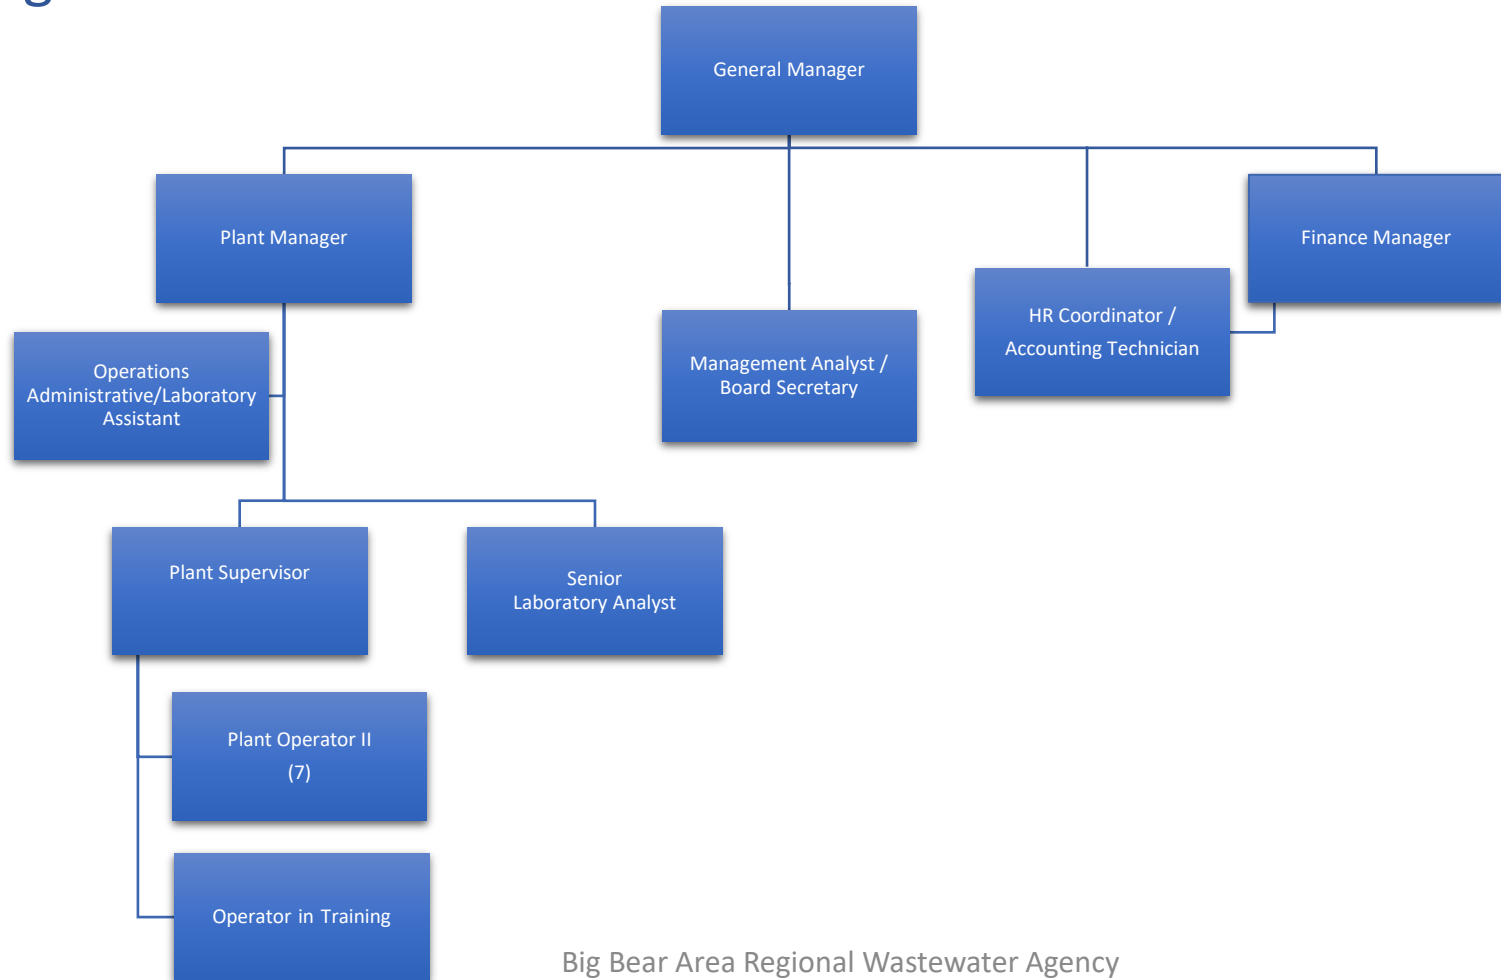 g
General Manager
Plant Manager
Finance Manager
HR Coordinator /
Accounting Technician
Management Analyst /
Board Secretary
Operations
Administrative/Laboratory
Assistant
Plant Supervisor
Senior
Laboratory Analyst
Plant Operator II
(7)
Operator in Training
Big Bear Area Regional Wastewater Agency